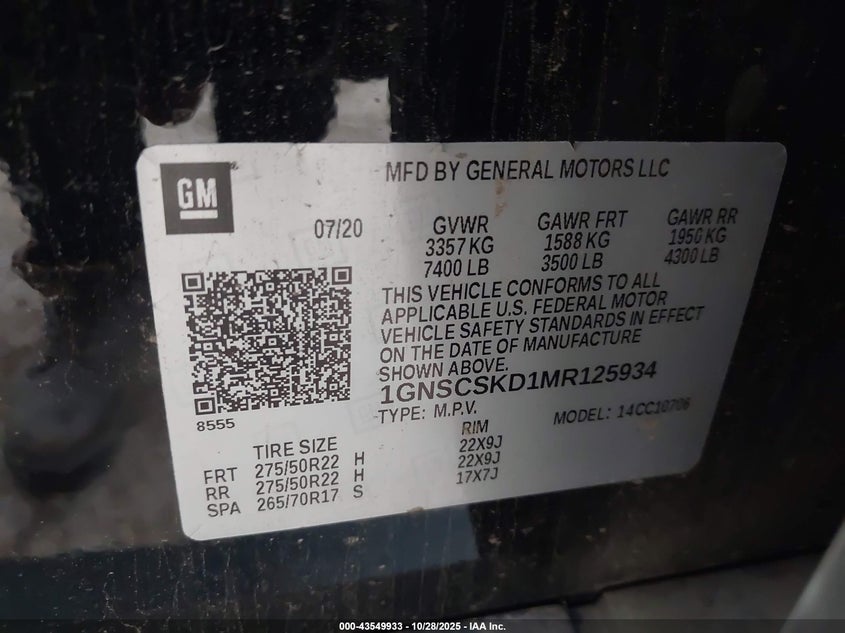 GM
MFD BY GENERAL MOTORS LLC
07/20
GVWR GAWR FRT GAWR RR
3357 KG 1588 KG 1950 KG
7400 LB 3500 LB 4300 LB
THIS VEHICLE CONFORMS TO ALL
APPLICABLE U.S. FEDERAL MOTOR
VEHICLE SAFETY STANDARDS IN EFFECT
ON THE DATE OF MANUFACTURE
SHOWN ABOVE.
1GNSCSKD1MR125934
TYPE: M.P.V. MODEL: 14CC10706
8555
TIRE SIZE RIM
FRT 275/50R22 H 22X9J
RR 275/50R22 H 22X9J
SPA 265/70R17 S 17X7J
000-43549933 - 10/28/2025 - IAA Inc.